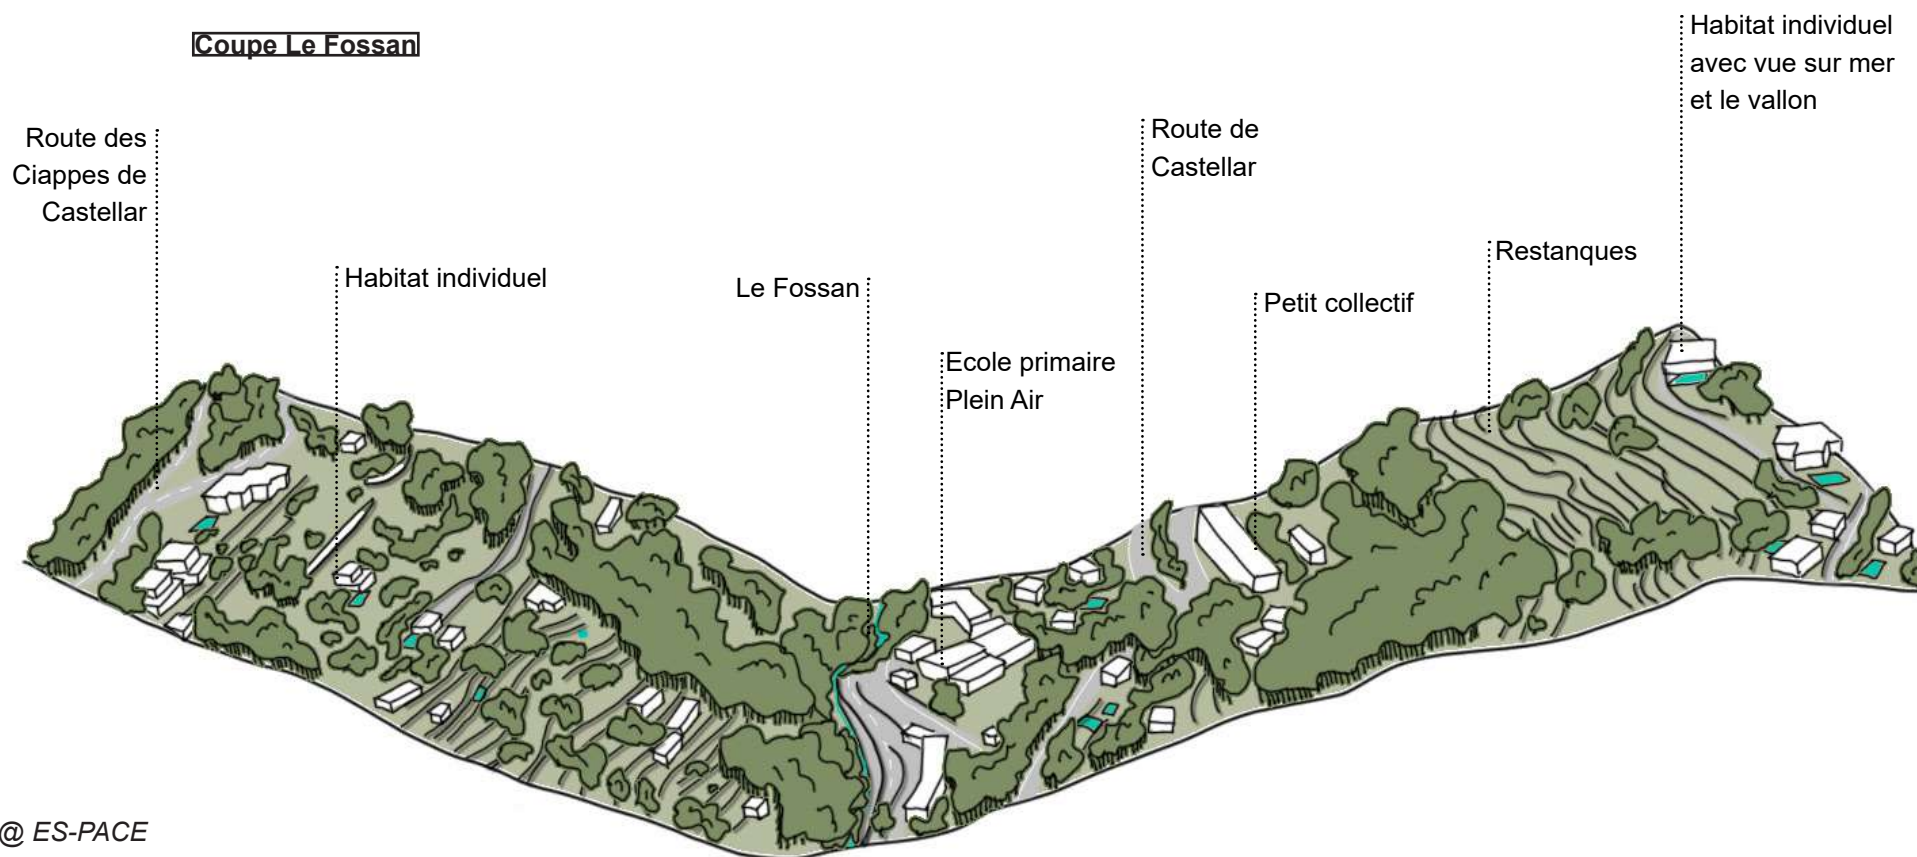 Coupe Le Fossan
Route des
Ciappes de
Castellar
Habitat individuel
Le Fossan
Ecole primaire
Plein Air
Route de
Castellar
Petit collectif
Restanques
Habitat individuel
avec vue sur mer
et le vallon
@ ES-PACE